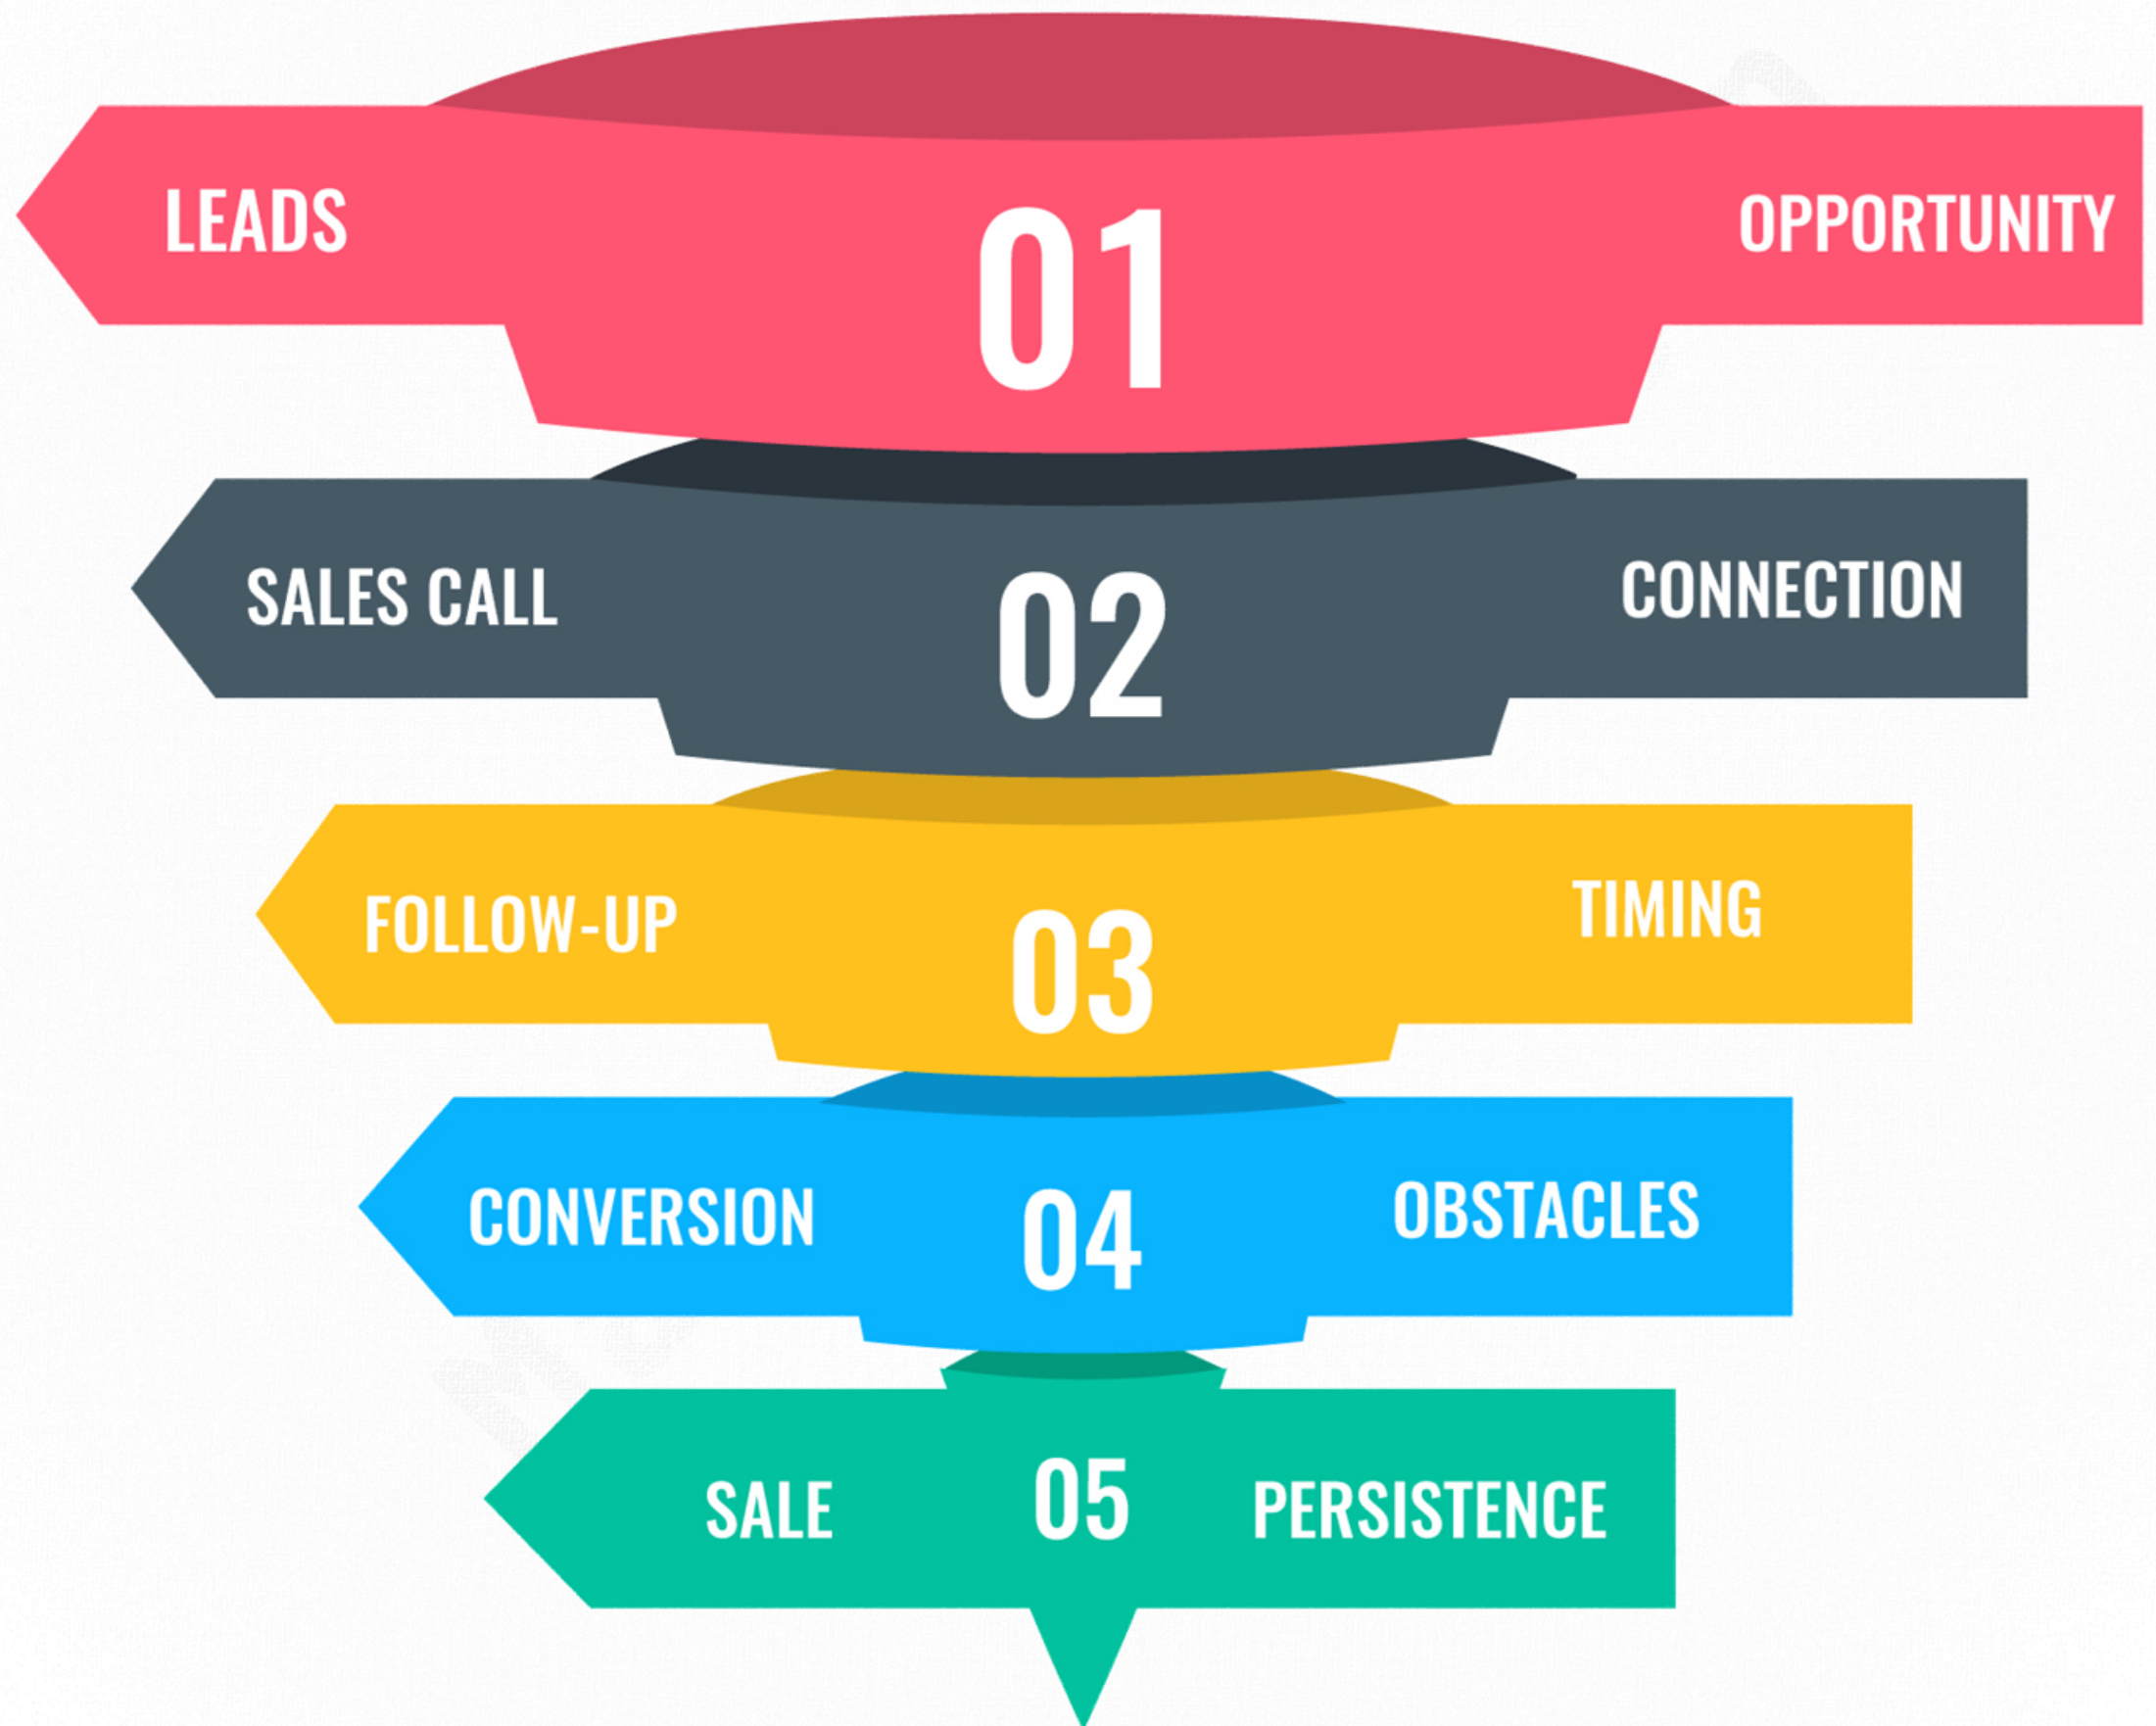 LEADS 01 OPPORTUNITY
SALES CALL 02 CONNECTION
FOLLOW-UP 03 TIMING
CONVERSION 04 OBSTACLES
SALE 05 PERSISTENCE